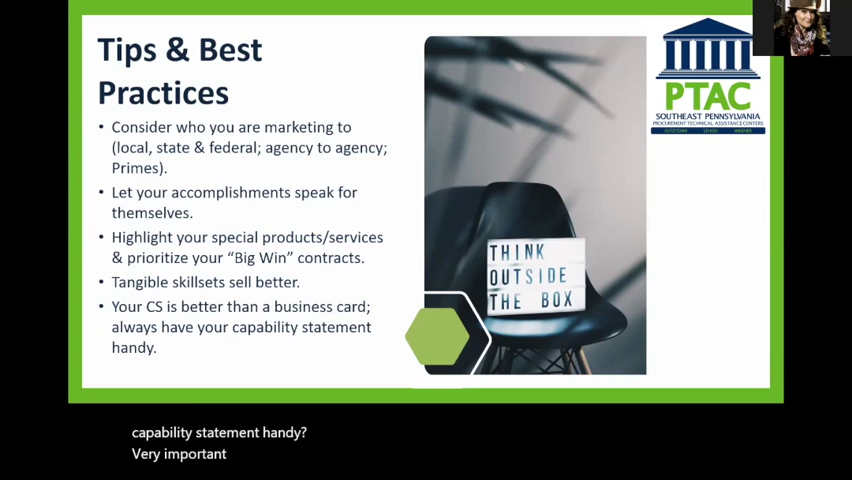 Tips & Best
Practices
• Consider who you are marketing to
(local, state & federal; agency to agency;
Primes).
• Let your accomplishments speak for
themselves.
• Highlight your special products/services
& prioritize your “Big Win” contracts.
• Tangible skillsets sell better.
• Your CS is better than a business card;
always have your capability statement
handy.
THINK
OUTSIDE
THE BOX
PTAC
SOUTHEAST PENNSYLVANIA
PROCUREMENT TECHNICAL ASSISTANCE CENTERS
KUTZTOWN LEHIGH WIDENER
capability statement handy?
Very important